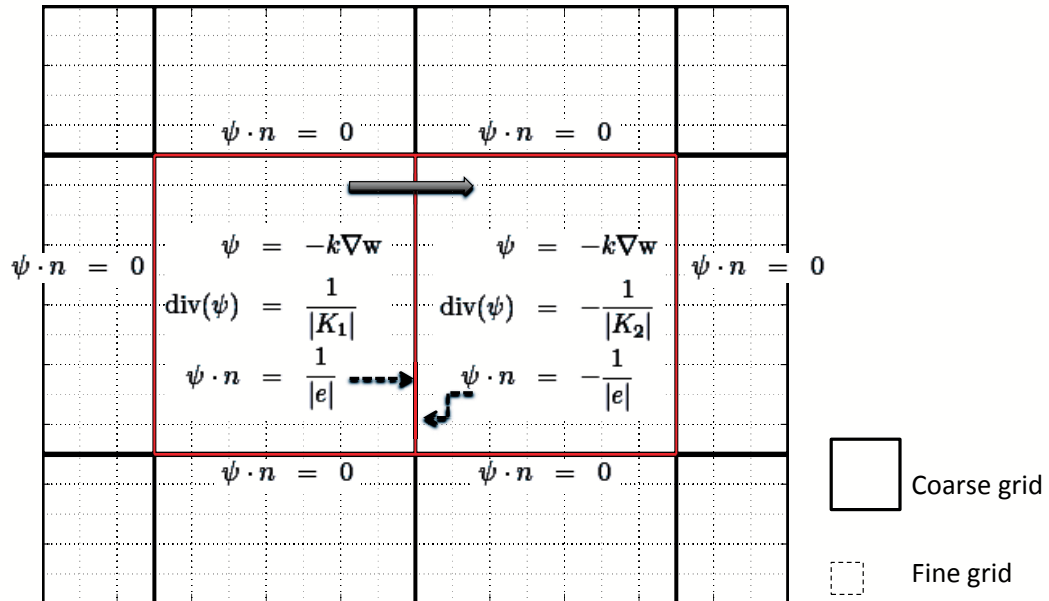 ψ · n = 0 ψ · n = 0
ψ = −k∇w ψ = −k∇w
ψ · n = 0 ψ · n = 0
div(ψ) = 1/|K₁| div(ψ) = −1/|K₂|
ψ · n = 1/|e| ψ · n = −1/|e|
ψ · n = 0 ψ · n = 0
Coarse grid
Fine grid